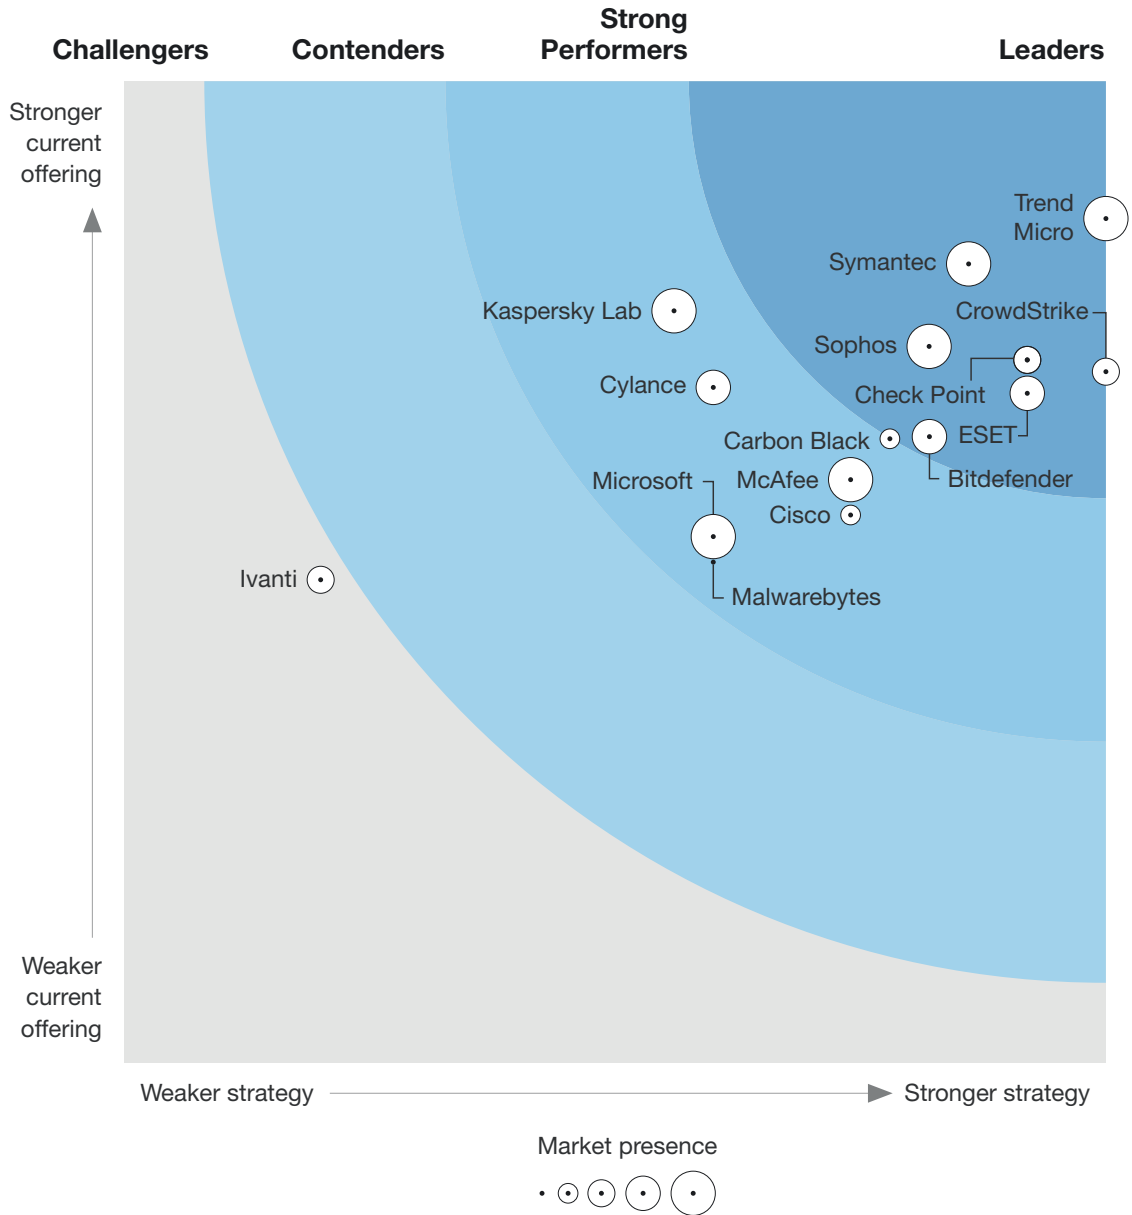 Strong
Challengers
Contenders
Performers
Leaders
Stronger
current
offering
Trend
Micro
Symantec
Kaspersky Lab
CrowdStrike
Sophos
Cylance
Check Point
Carbon Black
ESET
Microsoft
McAfee
Bitdefender
Cisco
Ivanti
Malwarebytes
Weaker
current
offering
Weaker strategy
Stronger strategy
Market presence